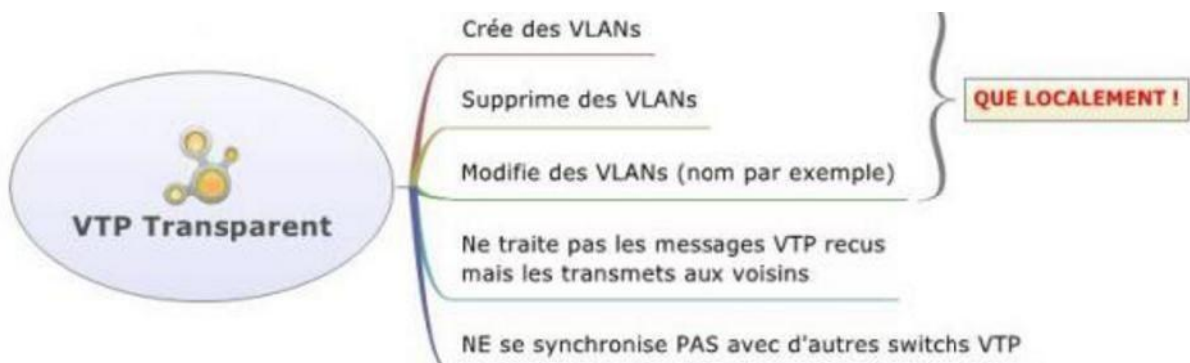 Crée des VLANs
Supprime des VLANs
QUE LOCALEMENT !
Modifie des VLANs (nom par exemple)
VTP Transparent
Ne traite pas les messages VTP recus
mais les transmets aux voisins
NE se synchronise PAS avec d'autres switchs VTP